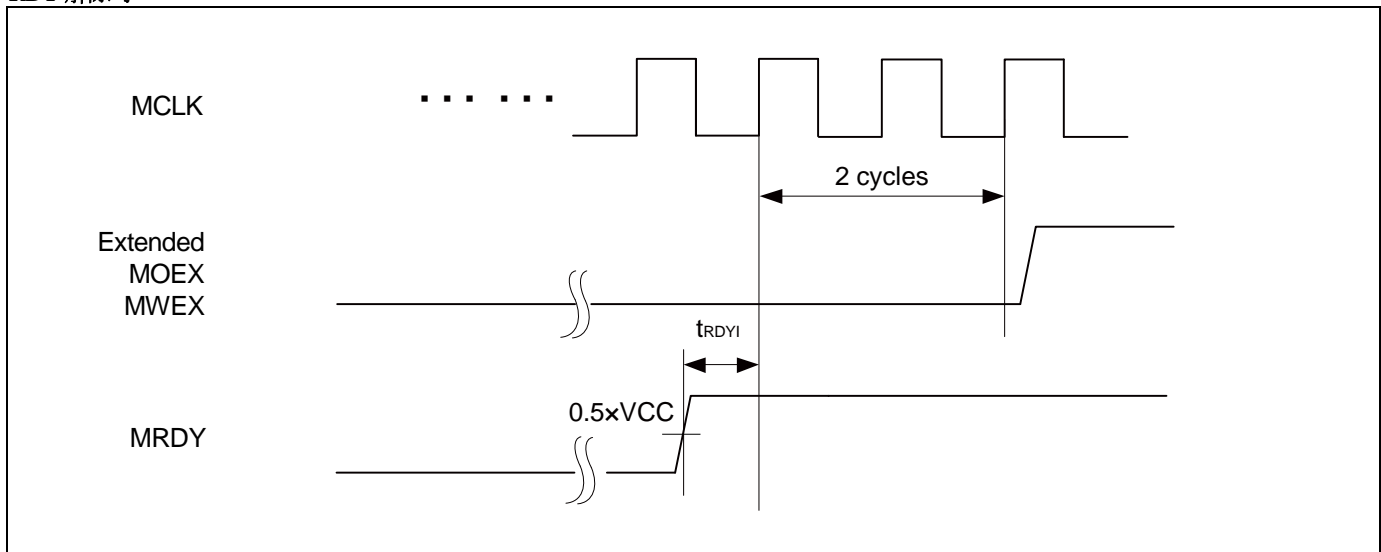 MCLK
... ...
2 cycles
Extended
MOEX
MWEX
tRDYI
0.5×VCC
MRDY